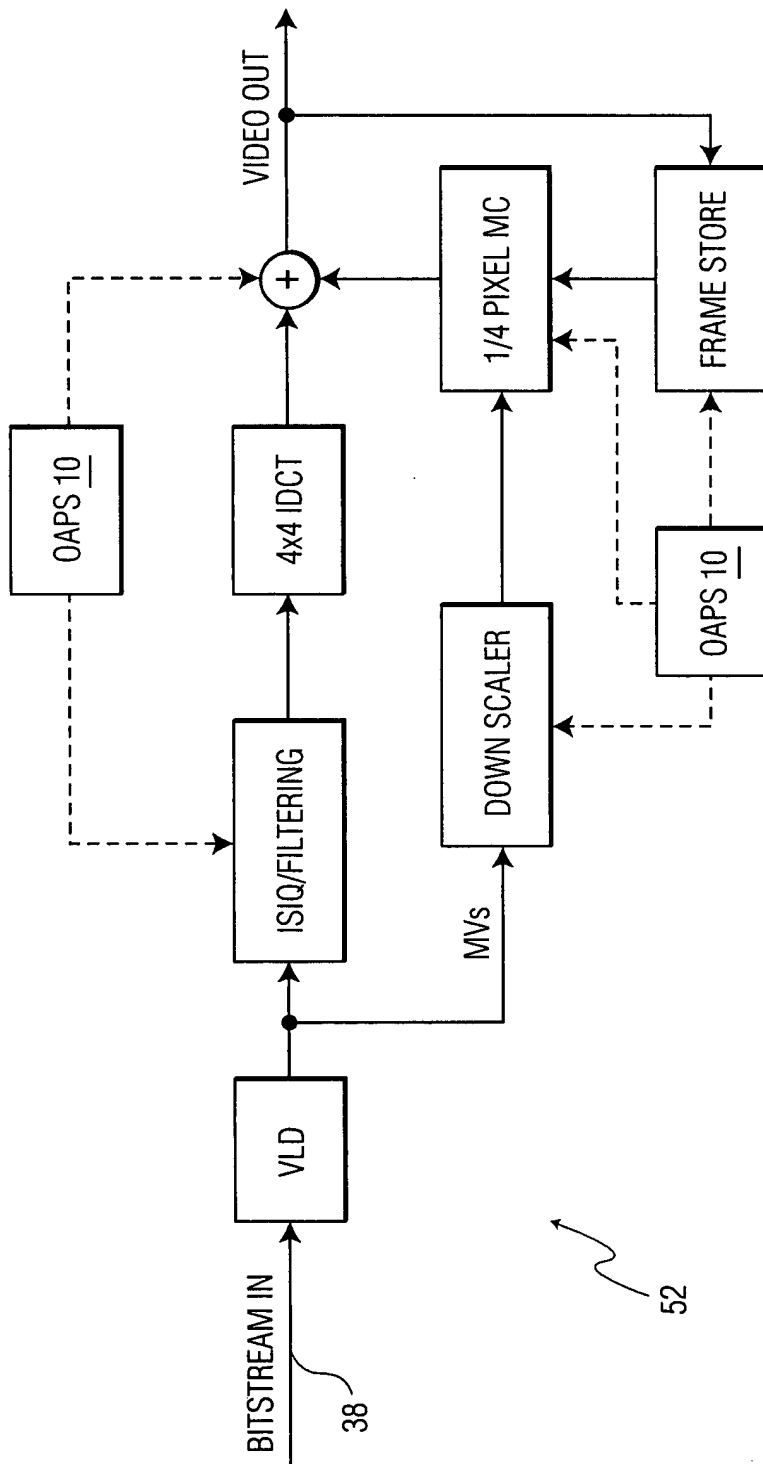 OAPS 10
VIDEO OUT
+
BITSTREAM IN
38
VLD
ISIQ/FILTERING
4x4 IDCT
MVs
DOWN SCALER
1/4 PIXEL MC
OAPS 10
FRAME STORE
52